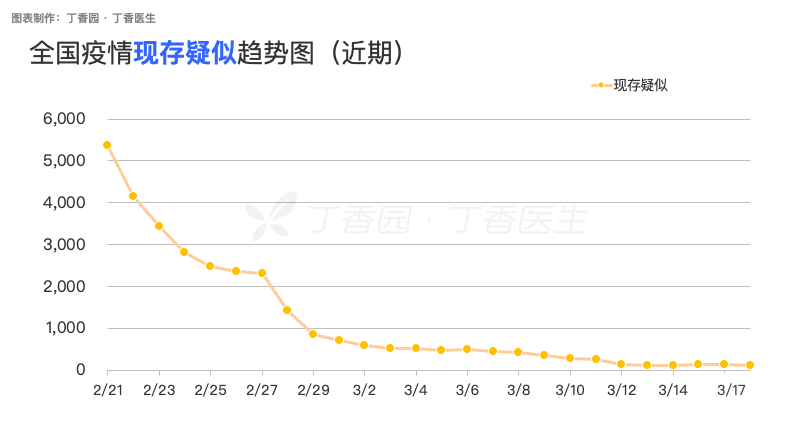 图表制作：丁香园 · 丁香医生
全国疫情现存疑似趋势图（近期）
现存疑似
6,000
5,000
4,000
3,000
2,000
1,000
0
丁香园 · 丁香医生
2/21 2/23 2/25 2/27 2/29 3/2 3/4 3/6 3/8 3/10 3/12 3/14 3/17